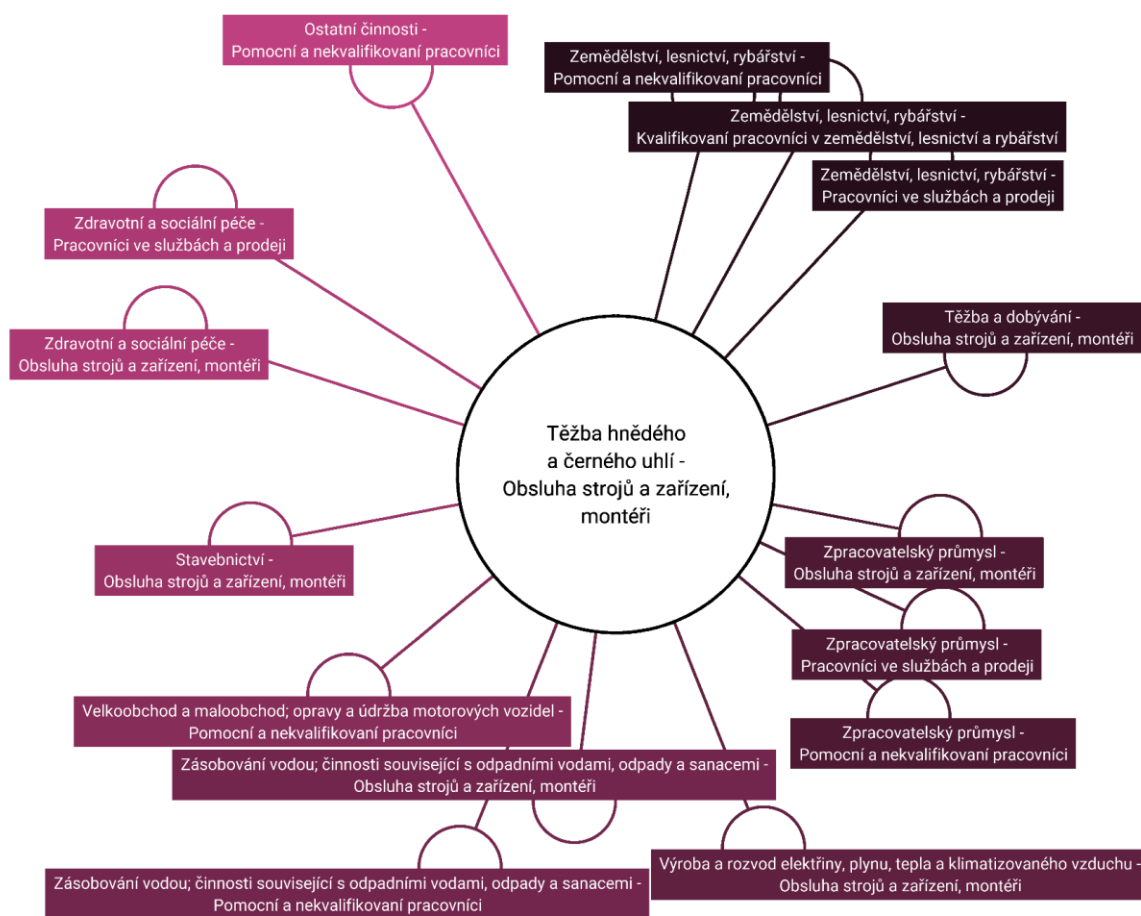 Ostatní činnosti -
Pomocní a nekvalifikovaní pracovníci
Zemědělství, lesnictví, rybářství -
Pomocní a nekvalifikovaní pracovníci
Zemědělství, lesnictví, rybářství -
Kvalifikovaní pracovníci v zemědělství, lesnictví a rybářství
Zemědělství, lesnictví, rybářství -
Pracovníci ve službách a prodeji
Zdravotní a sociální péče -
Pracovníci ve službách a prodeji
Těžba a dobývání -
Obsluha strojů a zařízení, montéři
Zdravotní a sociální péče -
Obsluha strojů a zařízení, montéři
Těžba hnědého
a černého uhlí -
Obsluha strojů a zařízení,
montéři
Stavebnictví -
Obsluha strojů a zařízení, montéři
Zpracovatelský průmysl -
Obsluha strojů a zařízení, montéři
Zpracovatelský průmysl -
Pracovníci ve službách a prodeji
Velkoobchod a maloobchod; opravy a údržba motorových vozidel -
Pomocní a nekvalifikovaní pracovníci
Zpracovatelský průmysl -
Pomocní a nekvalifikovaní pracovníci
Zásobování vodou; činnosti související s odpadními vodami, odpady a sanacemi -
Obsluha strojů a zařízení, montéři
Zásobování vodou; činnosti související s odpadními vodami, odpady a sanacemi -
Pomocní a nekvalifikovaní pracovníci
Výroba a rozvod elektřiny, plynu, tepla a klimatizovaného vzduchu -
Obsluha strojů a zařízení, montéři